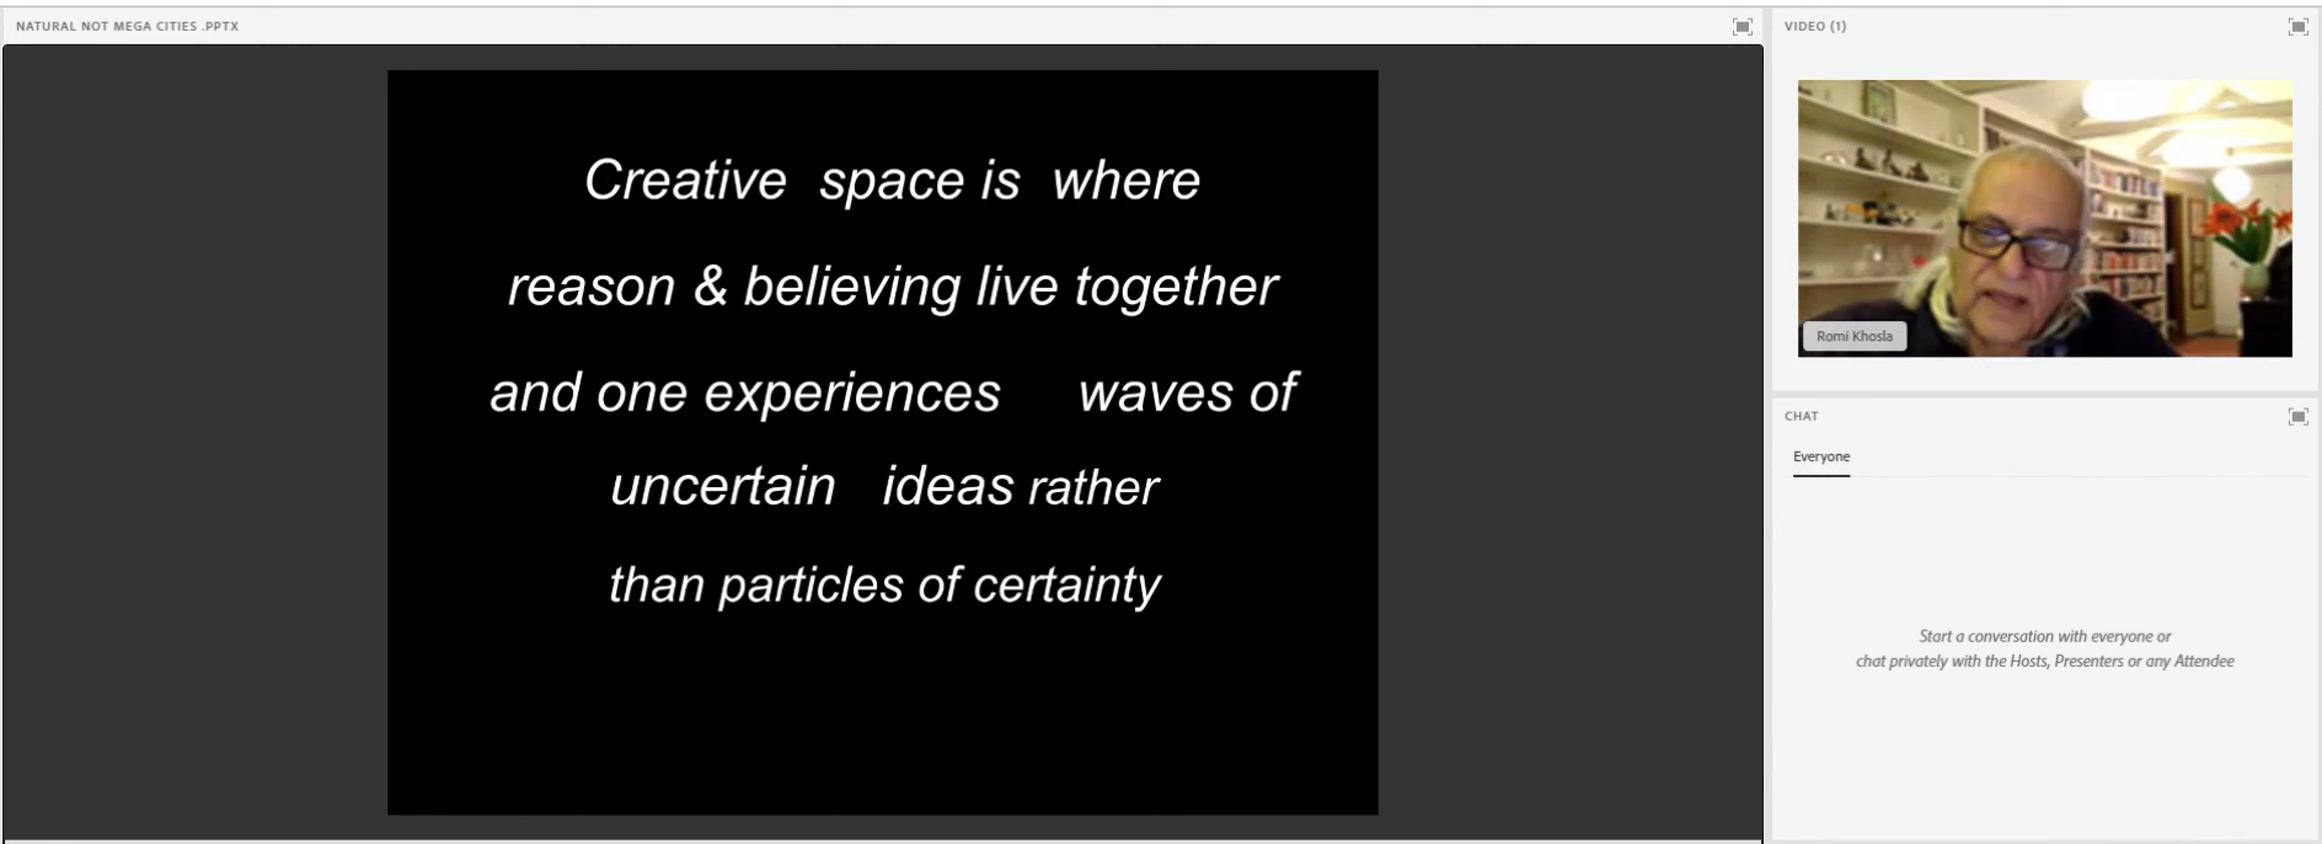 NATURAL NOT MEGA CITIES .PPTX
Creative space is where
reason & believing live together
and one experiences waves of
uncertain ideas rather
than particles of certainty
VIDEO (1)
Romi Khosla
CHAT
Everyone
Start a conversation with everyone or
chat privately with the Hosts, Presenters or any Attendee